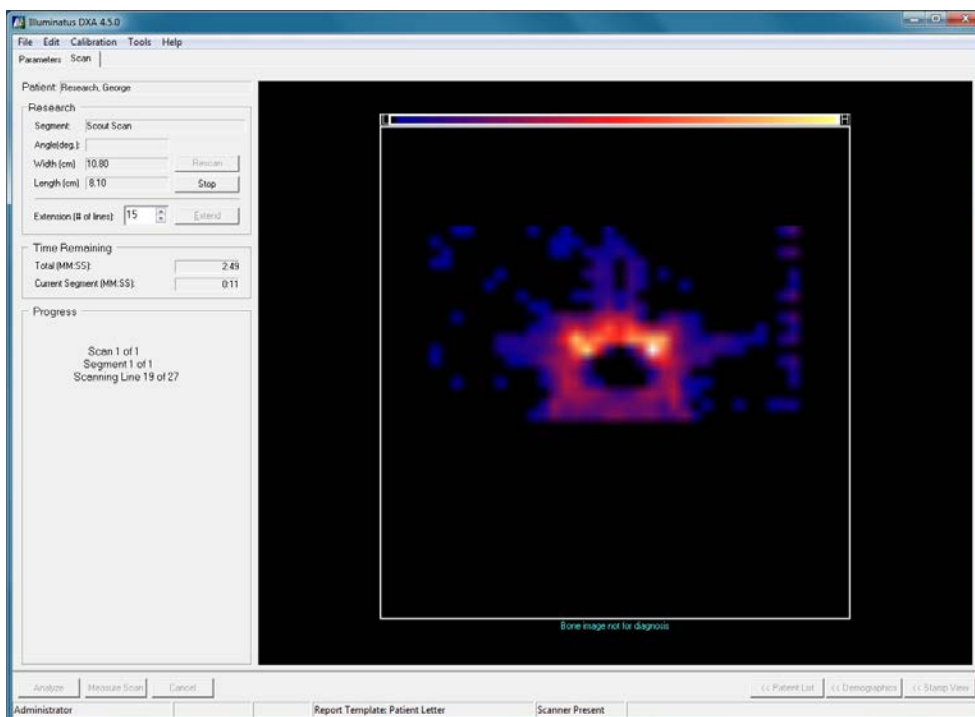 Illuminatus DXA 4.5.0
File Edit Calibration Tools Help
Parameters Scan
Patient: Research, George
Research
Segment: Scout Scan
Angle(deg.):
Width (cm) 10.80 Rescan
Length (cm) 8.10 Stop
Extension (# of lines): 15 Extend
Time Remaining
Total (MM:SS): 2:49
Current Segment (MM:SS): 0:11
Progress
Scan 1 of 1
Segment 1 of 1
Scanning Line 19 of 27
L H
Bone image not for diagnosis
Analyze Measure Scan Cancel << Patient List << Demographics << Stamp View
Administrator Report Template: Patient Letter Scanner Present